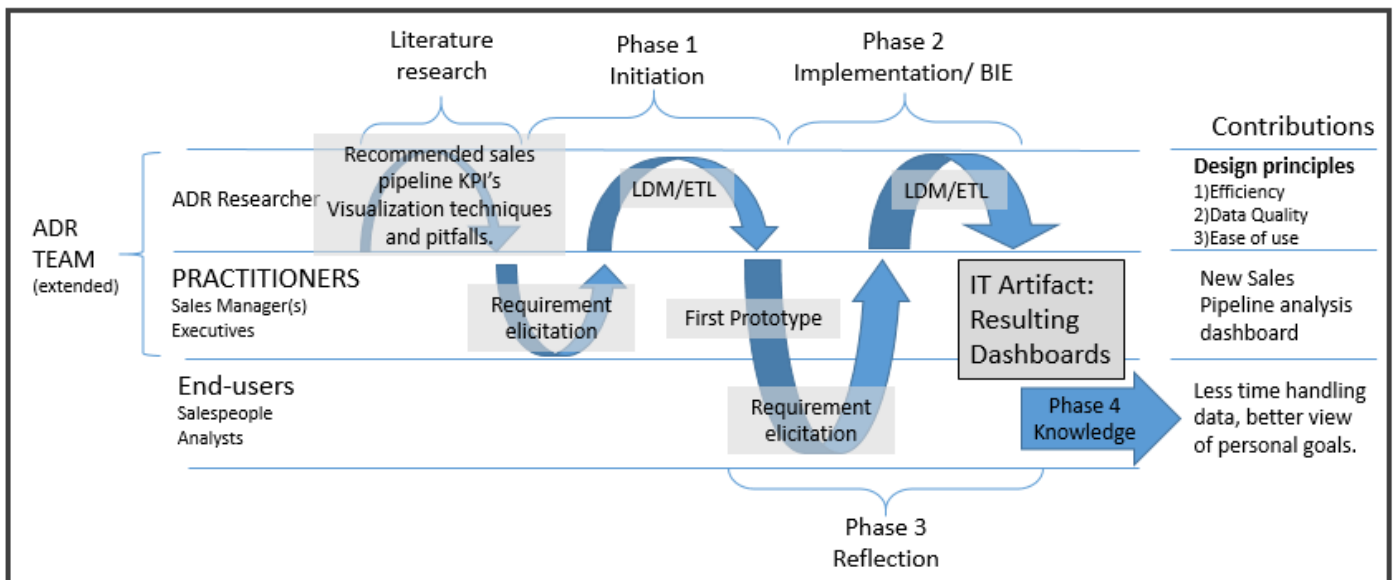 Literature
research
Phase 1
Initiation
Phase 2
Implementation/ BIE
Contributions
ADR
TEAM
(extended)
ADR Researcher
Recommended sales
pipeline KPI's
Visualization techniques
and pitfalls.
LDM/ETL
LDM/ETL
Design principles
1)Efficiency
2)Data Quality
3)Ease of use
PRACTITIONERS
Sales Manager(s)
Executives
Requirement
elicitation
First Prototype
IT Artifact:
Resulting
Dashboards
New Sales
Pipeline analysis
dashboard
End-users
Salespeople
Analysts
Requirement
elicitation
Phase 4
Knowledge
Less time handling
data, better view
of personal goals.
Phase 3
Reflection